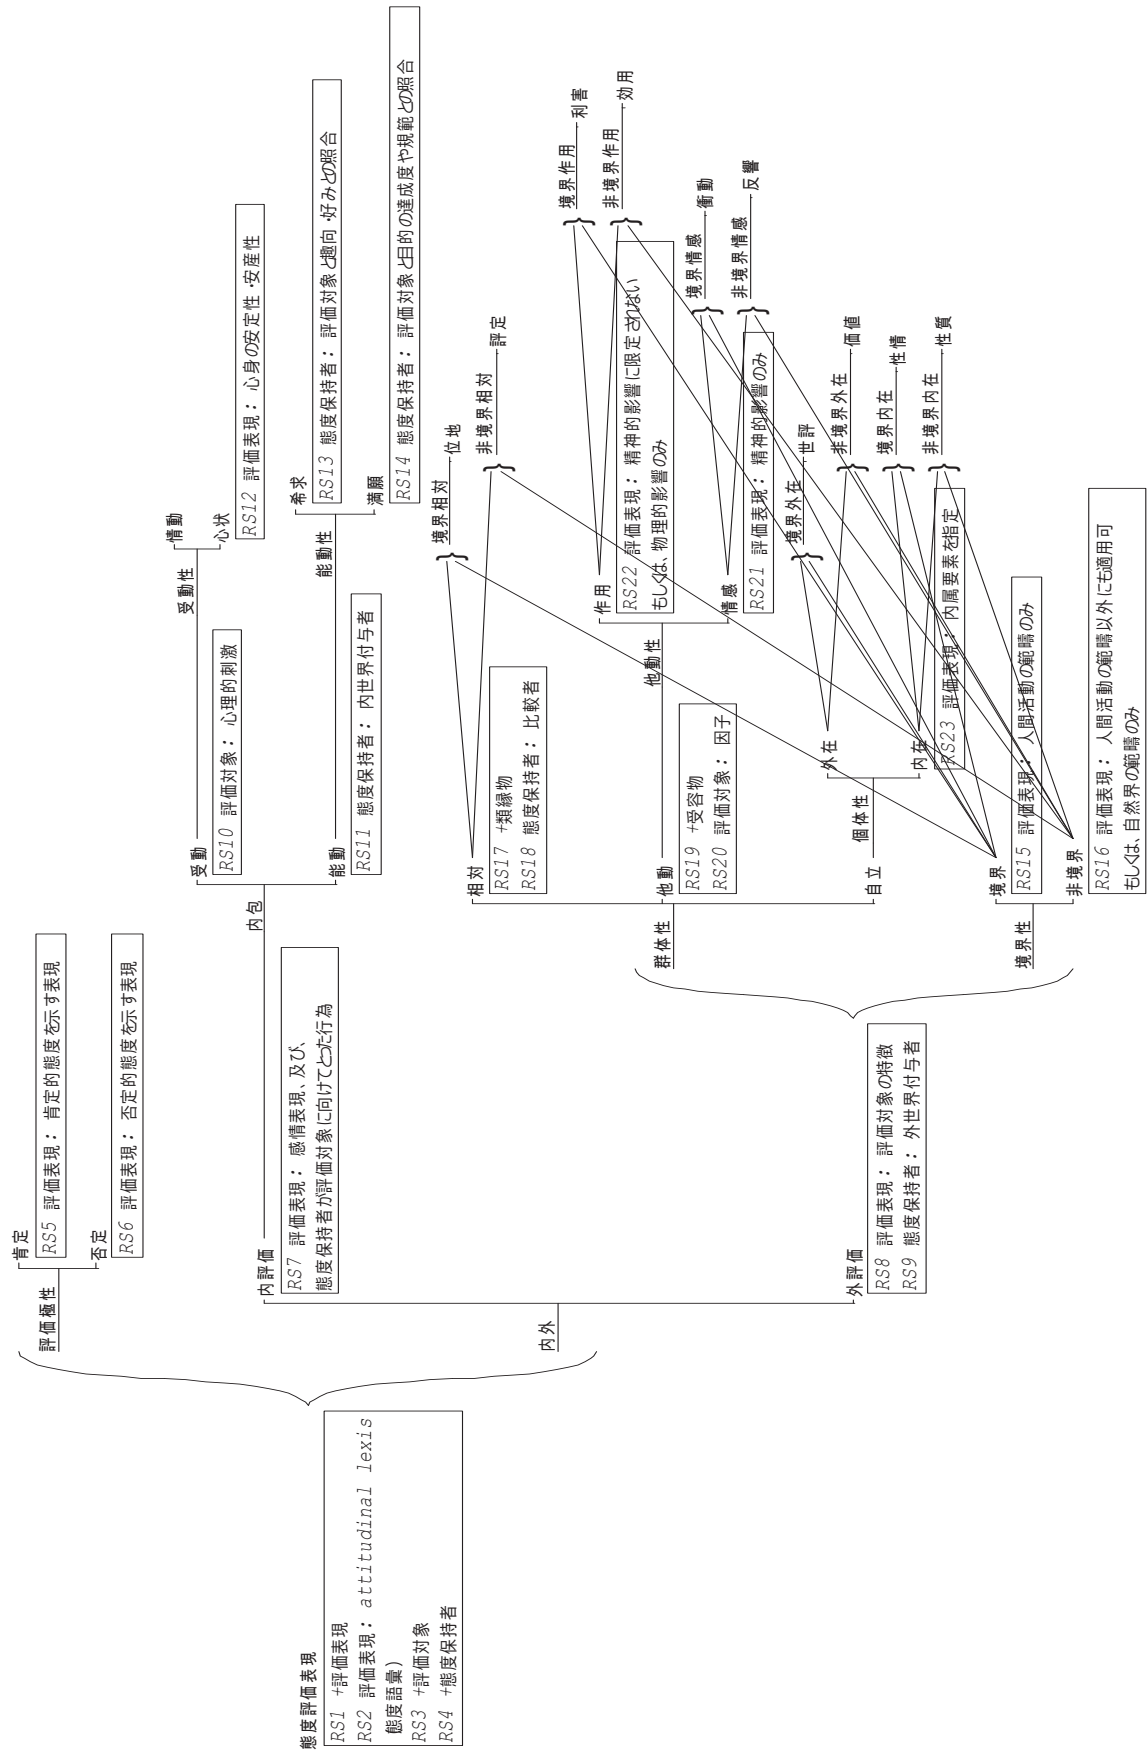 態度評価表現
RS1 +評価表現
RS2 評価表現： attitudinal lexis
態度語彙）
RS3 +評価対象
RS4 +態度保持者
評価極性
肯定
RS5 評価表現： 肯定的態度を示す表現
否定
RS6 評価表現： 否定的態度を示す表現
内外
内評価
RS7 評価表現： 感情表現、及び、
態度保持者が評価対象に向けてとった行為
内包
受動
RS10 評価対象： 心理的刺激
受動性
情動
心状
RS12 評価表現： 心身の安定性・安産性
能動
RS11 態度保持者： 内世界付与者
能動性
希求
RS13 態度保持者： 評価対象と趣向・好みとの照合
満願
RS14 態度保持者： 評価対象と目的の達成度や規範との照合
外評価
RS8 評価表現： 評価対象の特徴
RS9 態度保持者： 外世界付与者
群体性
相対
RS17 +類縁物
RS18 態度保持者： 比較者
他動
RS19 +受容物
RS20 評価対象： 因子
他動性
作用
RS22 評価表現： 精神的影響に限定されない
もしくは、物理的影響のみ
情感
RS21 評価表現： 精神的影響のみ
自立
個体性
外在
内在
RS23 評価表現： 内属要素を指定
境界性
境界
RS15 評価表現： 人間活動の範疇のみ
非境界
RS16 評価表現： 人間活動の範疇以外にも適用可
もしくは、自然界の範疇のみ
境界相対
位地
非境界相対
評定
境界作用
利害
非境界作用
効用
境界情感
衝動
非境界情感
反響
境界外在
世評
非境界外在
価値
境界内在
性情
非境界内在
性質